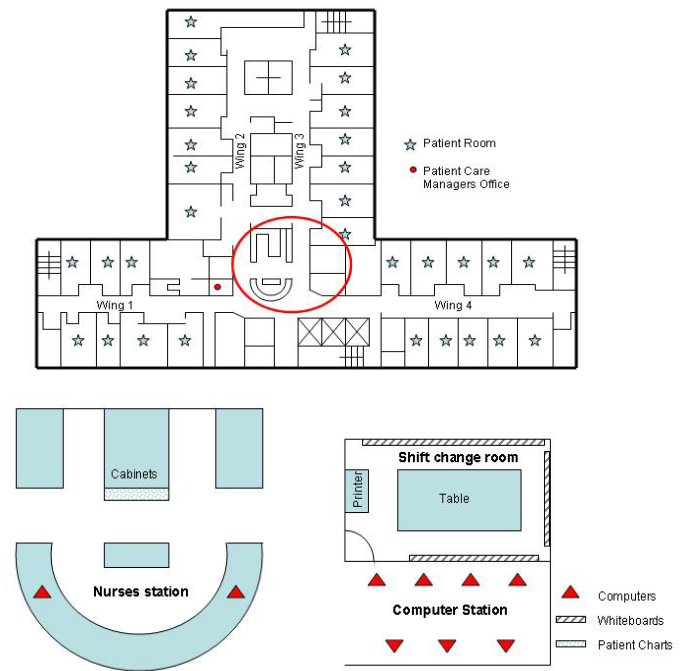 Wing 2
Wing 3
Patient Room
Patient Care
Managers Office
Wing 1
Wing 4
Cabinets
Nurses station
Shift change room
Printer
Table
Computer Station
Computers
Whiteboards
Patient Charts